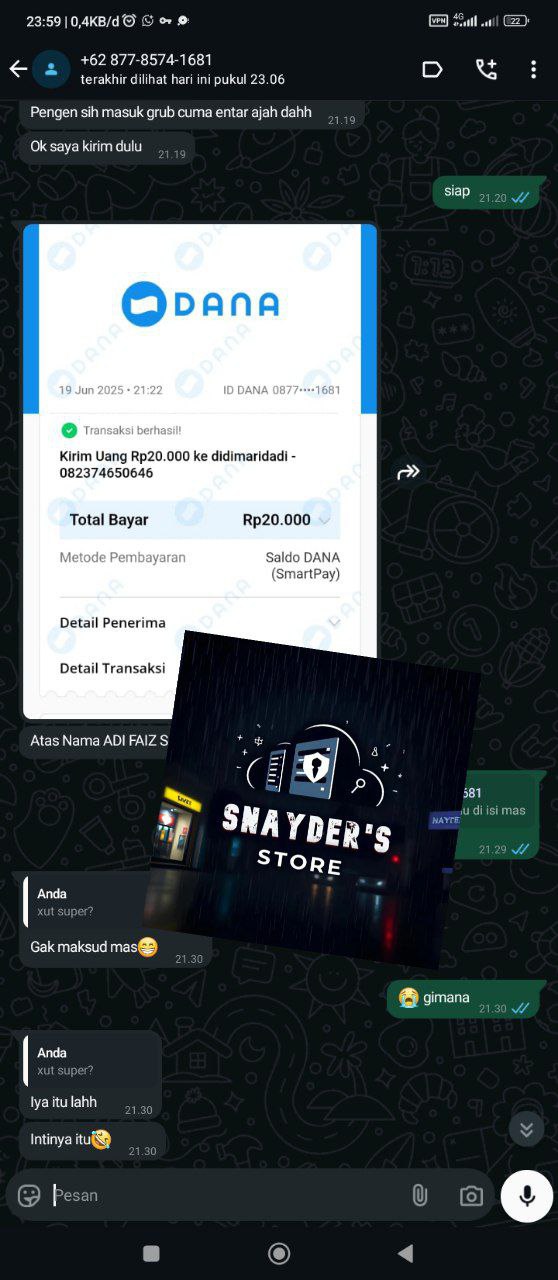 23:59 | 0,4KB/d
VPN 4G 22
+62 877-8574-1681
terakhir dilihat hari ini pukul 23.06
Pengen sih masuk grub cuma entar ajah dahh 21.19
Ok saya kirim dulu 21.19
siap 21.20
DANA
19 Jun 2025 • 21:22 ID DANA 0877····1681
Transaksi berhasil!
Kirim Uang Rp20.000 ke didimaridadi -
082374650646
Total Bayar Rp20.000
Metode Pembayaran Saldo DANA
(SmartPay)
Detail Penerima
Detail Transaksi
Atas Nama ADI FAIZ S
SNAYDER'S
STORE
681
di isi mas
21.29
Anda
xut super?
Gak maksud mas😁 21.30
😭 gimana 21.30
Anda
xut super?
Iya itu lahh 21.30
Intinya itu🤣 21.30
Pesan